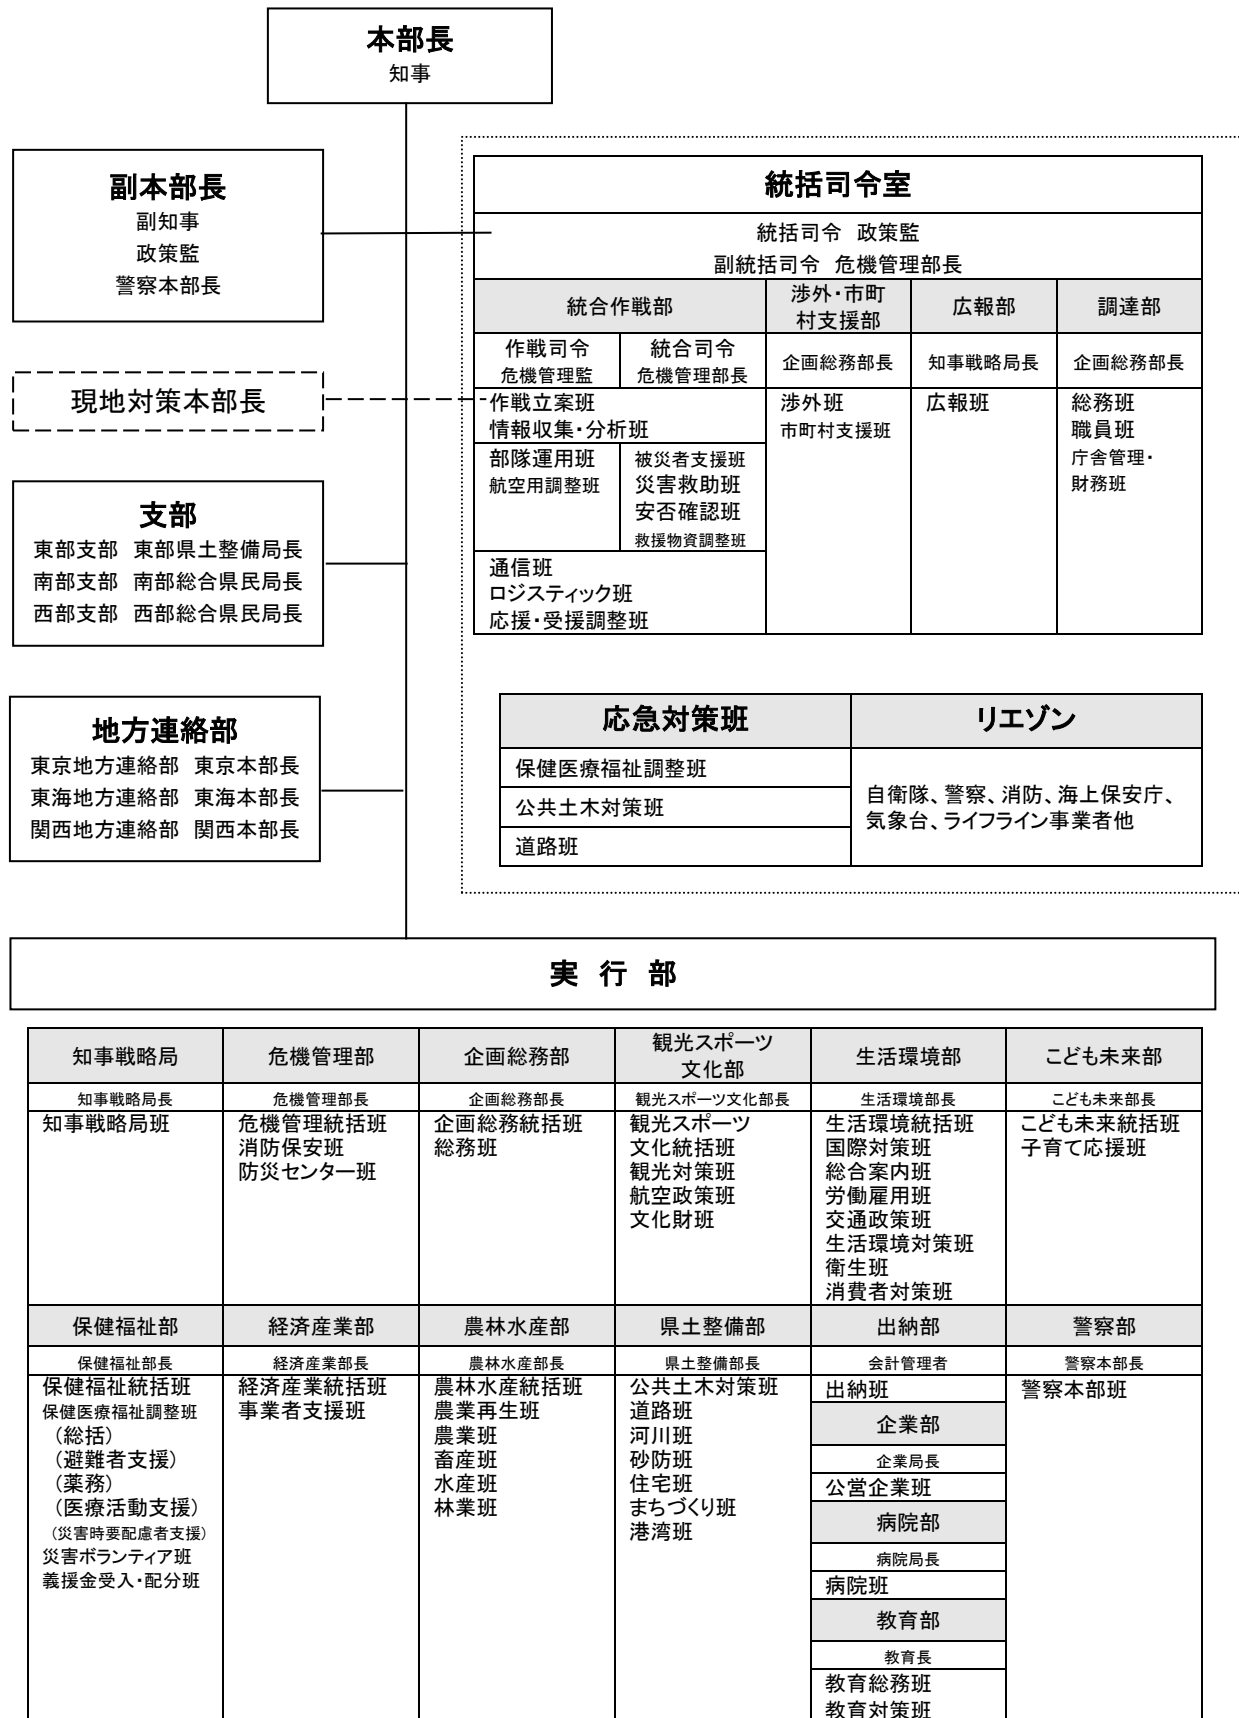 本部長
知事
副本部長
副知事
政策監
警察本部長
現地対策本部長
支部
東部支部 東部県土整備局長
南部支部 南部総合県民局長
西部支部 西部総合県民局長
地方連絡部
東京地方連絡部 東京本部長
東海地方連絡部 東海本部長
関西地方連絡部 関西本部長
統括司令室
統括司令 政策監
副統括司令 危機管理部長
統合作戦部
作戦司令
危機管理監
統合司令
危機管理部長
作戦立案班
情報収集・分析班
部隊運用班
航空用調整班
被災者支援班
災害救助班
安否確認班
救援物資調整班
通信班
ロジスティック班
応援・受援調整班
渉外・市町
村支援部
企画総務部長
渉外班
市町村支援班
広報部
知事戦略局長
広報班
調達部
企画総務部長
総務班
職員班
庁舎管理・
財務班
応急対策班
保健医療福祉調整班
公共土木対策班
道路班
リエゾン
自衛隊、警察、消防、海上保安庁、
気象台、ライフライン事業者他
実 行 部
知事戦略局
知事戦略局長
知事戦略局班
危機管理部
危機管理部長
危機管理統括班
消防保安班
防災センター班
企画総務部
企画総務部長
企画総務統括班
総務班
観光スポーツ
文化部
観光スポーツ文化部長
観光スポーツ
文化統括班
観光対策班
航空政策班
文化財班
生活環境部
生活環境部長
生活環境統括班
国際対策班
総合案内班
労働雇用班
交通政策班
生活環境対策班
衛生班
消費者対策班
こども未来部
こども未来部長
こども未来統括班
子育て応援班
保健福祉部
保健福祉部長
保健福祉統括班
保健医療福祉調整班
（総括）
（避難者支援）
（薬務）
（医療活動支援）
（災害時要配慮者支援）
災害ボランティア班
義援金受入・配分班
経済産業部
経済産業部長
経済産業統括班
事業者支援班
農林水産部
農林水産部長
農林水産統括班
農業再生班
農業班
畜産班
水産班
林業班
県土整備部
県土整備部長
公共土木対策班
道路班
河川班
砂防班
住宅班
まちづくり班
港湾班
出納部
会計管理者
出納班
企業部
企業局長
公営企業班
病院部
病院局長
病院班
教育部
教育長
教育総務班
教育対策班
警察部
警察本部長
警察本部班